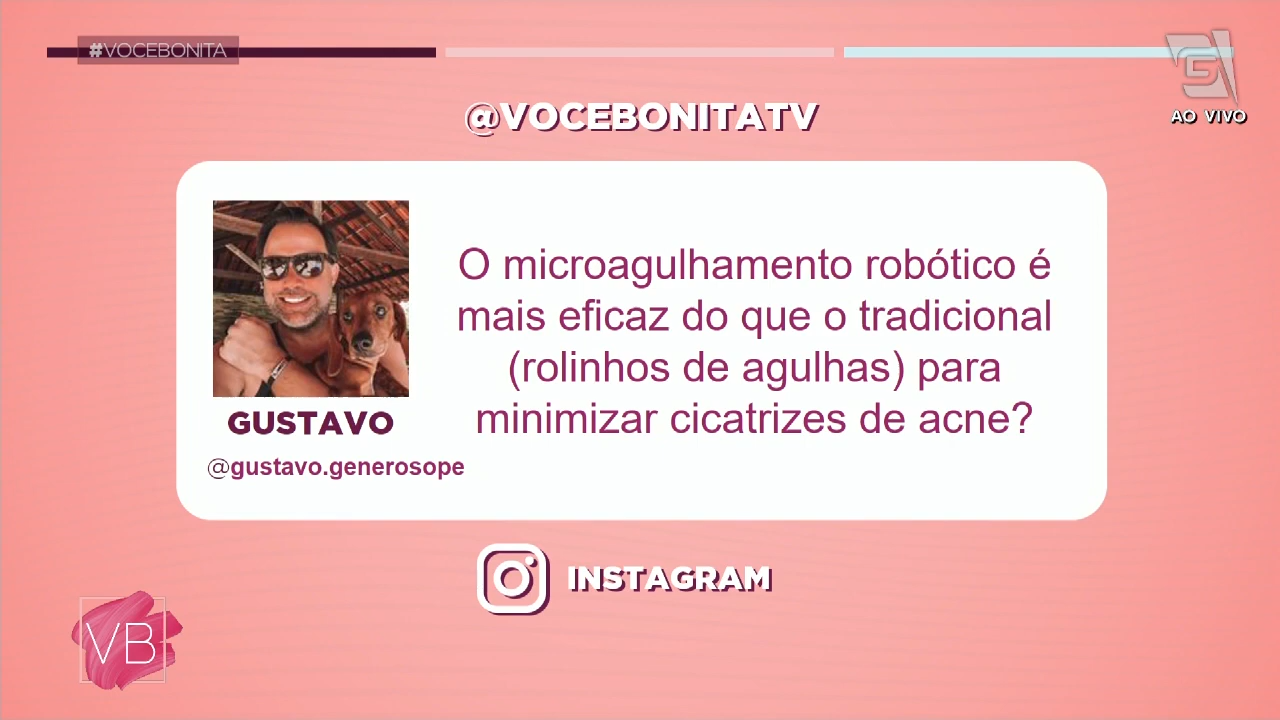 #VOCEBONITA
@VOCEBONITATV
G
AO VIVO
O microagulhamento robótico é
mais eficaz do que o tradicional
(rolinhos de agulhas) para
minimizar cicatrizes de acne?
GUSTAVO
@gustavo.generosope
INSTAGRAM
VB